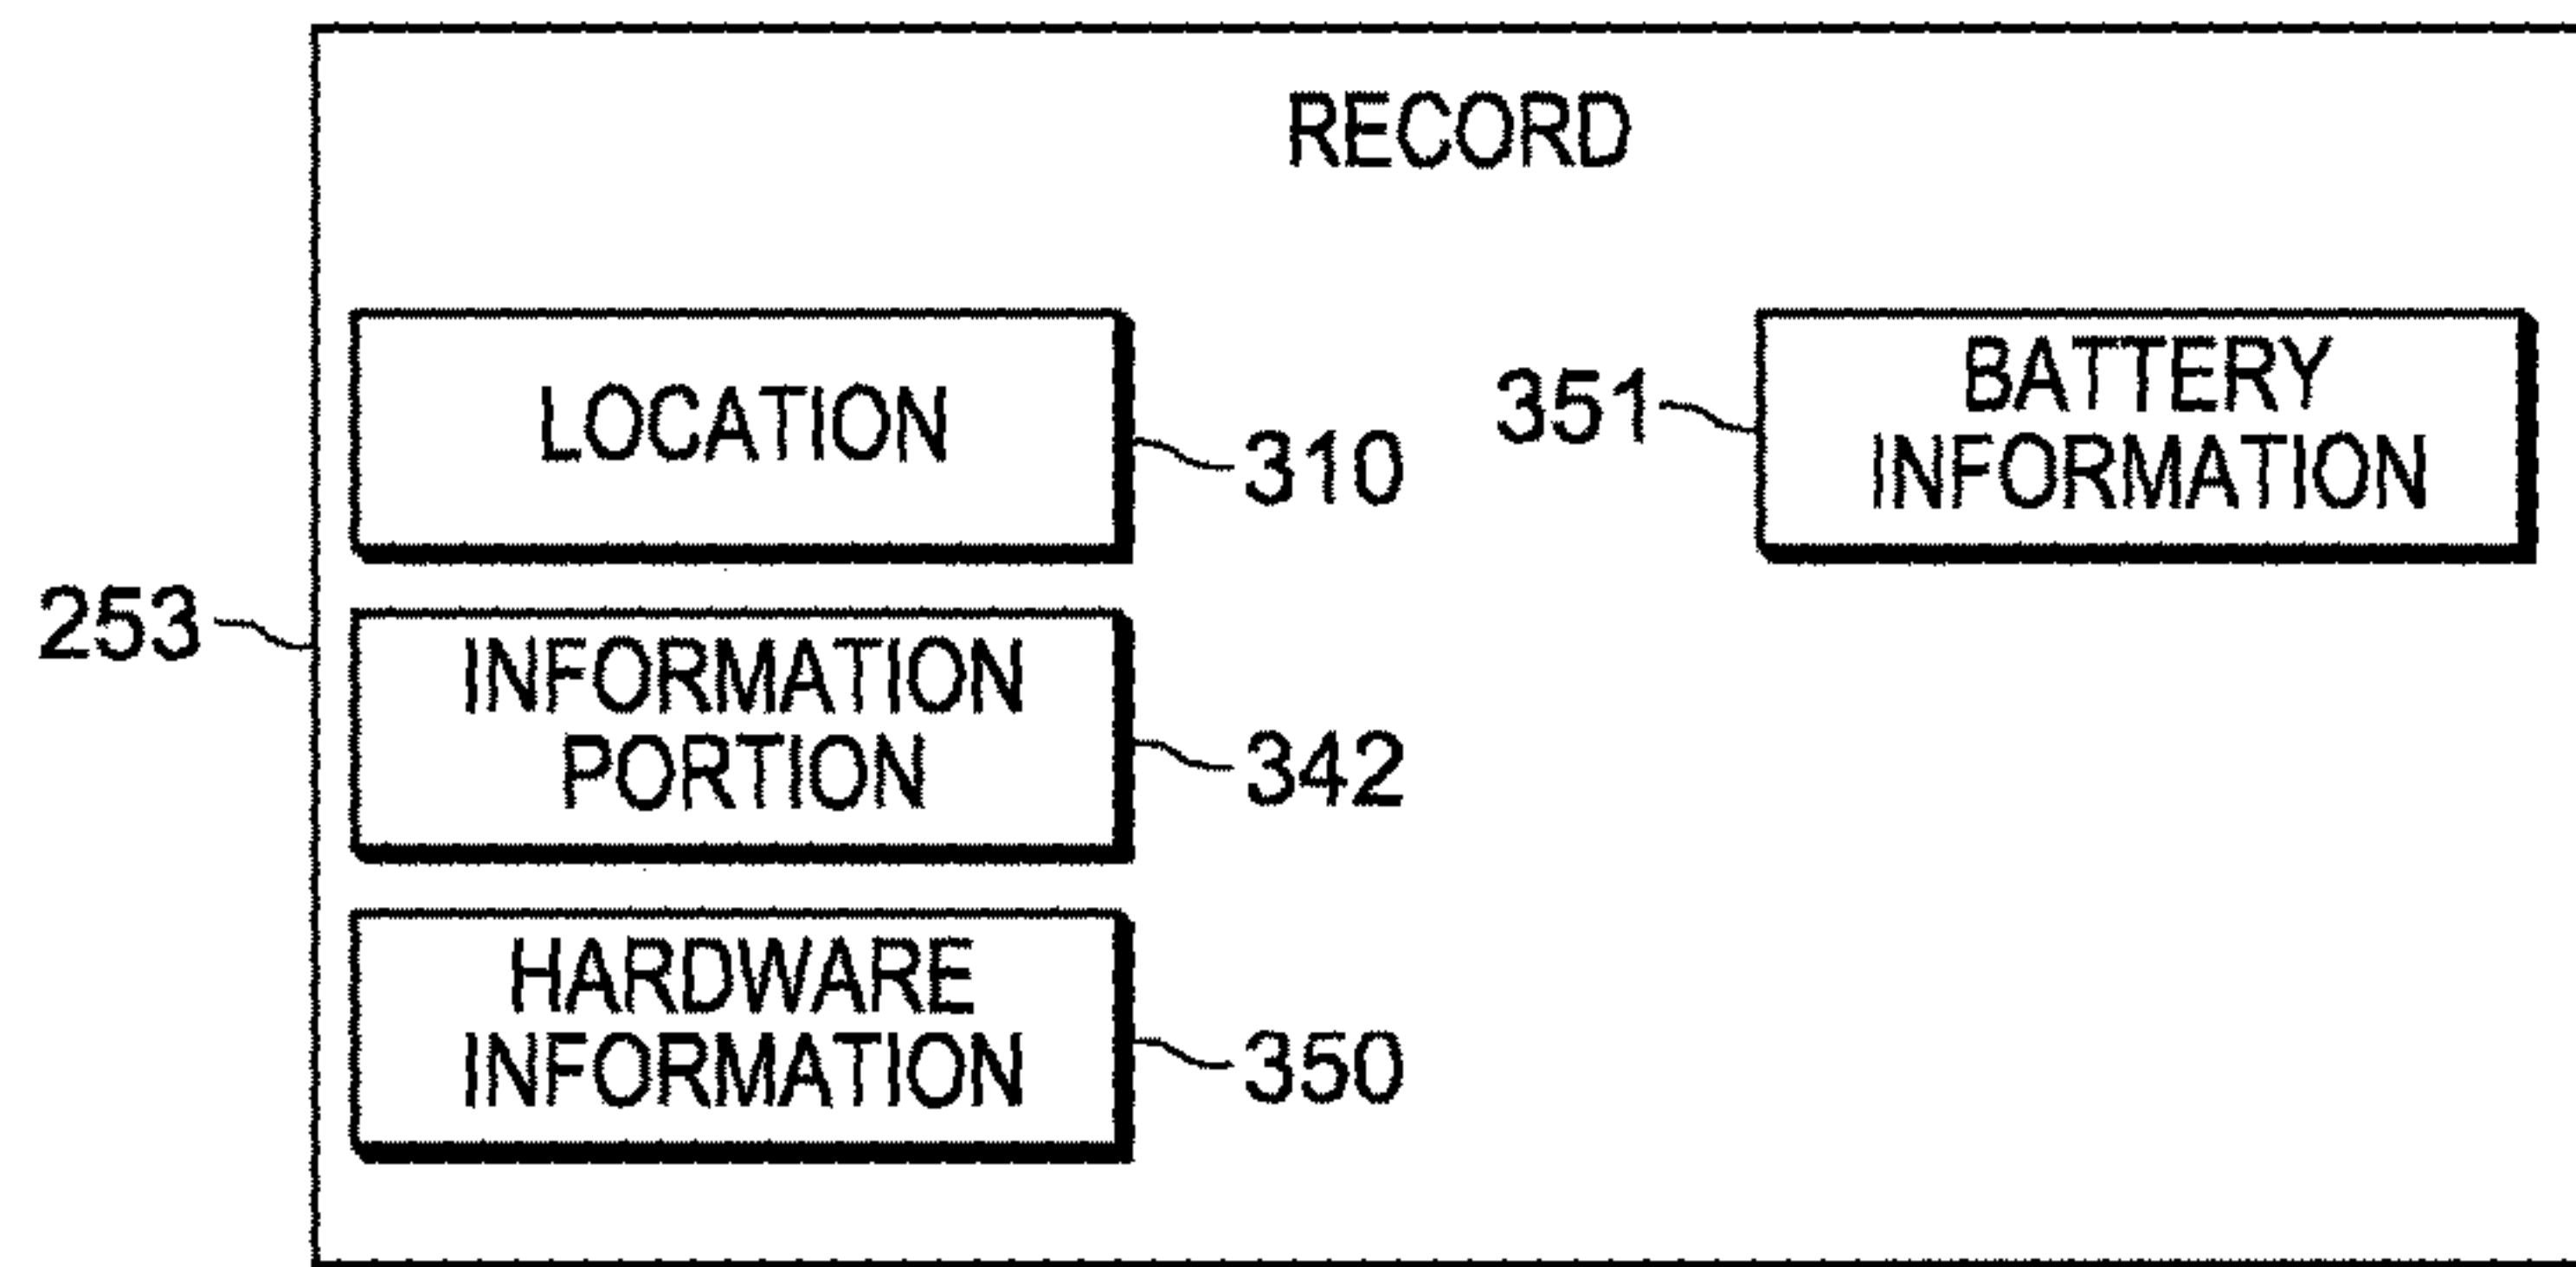 RECORD
LOCATION
310
351
BATTERY
INFORMATION
253
INFORMATION
PORTION
342
HARDWARE
INFORMATION
350